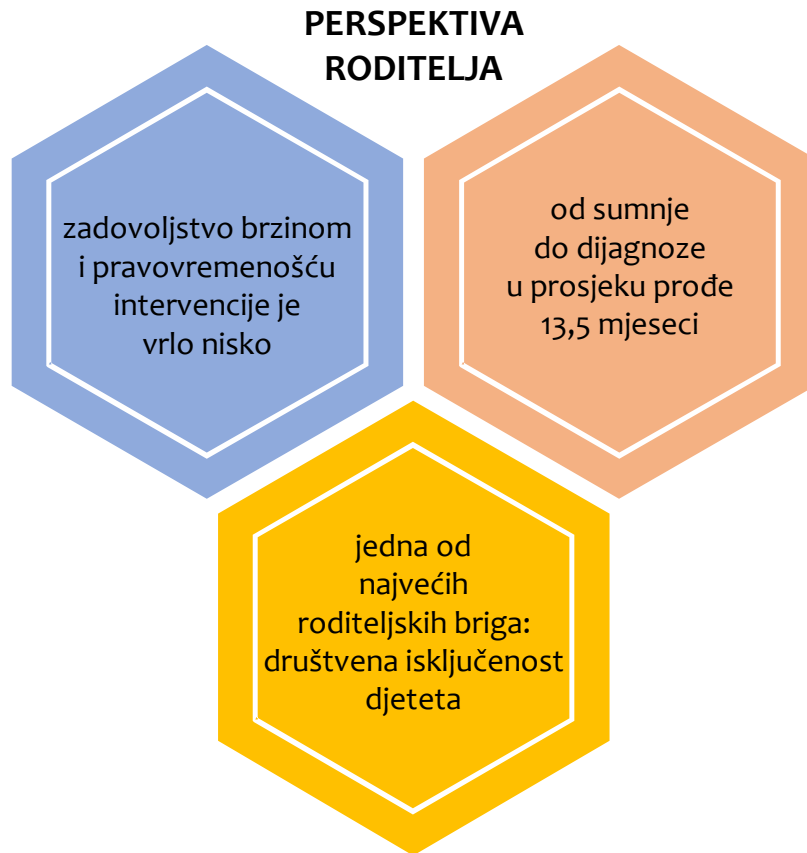 PERSPEKTIVA
RODITELJA
zadovoljstvo brzinom
i pravovremenošću
intervencije je
vrlo nisko
od sumnje
do dijagnoze
u prosjeku prođe
13,5 mjeseci
jedna od
najvećih
roditeljskih briga:
društvena isključenost
djeteta